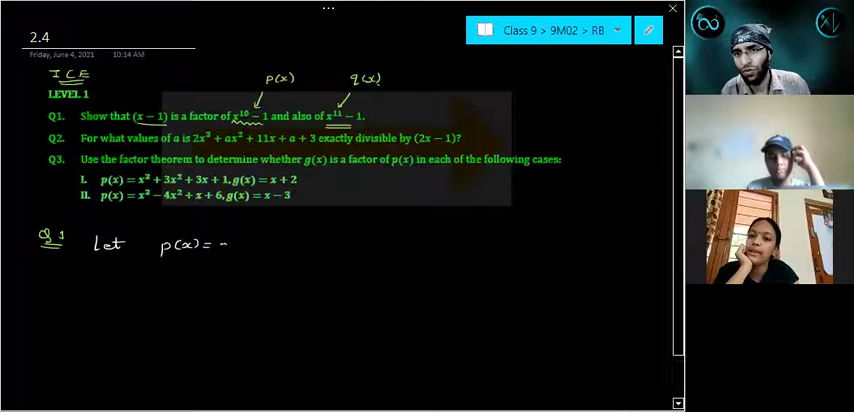 ...
Class 9 > 9M02 > RB
2.4
Friday, June 4, 2021 10:14 AM
ICE
p(x) q(x)
LEVEL 1
Q1. Show that (x − 1) is a factor of x¹⁰ − 1 and also of x¹¹ − 1.
Q2. For what values of a is 2x³ + ax² + 11x + a + 3 exactly divisible by (2x − 1)?
Q3. Use the factor theorem to determine whether g(x) is a factor of p(x) in each of the following cases:
I. p(x) = x³ + 3x² + 3x + 1, g(x) = x + 2
II. p(x) = x³ − 4x² + x + 6, g(x) = x − 3
Q1 Let p(x) = -